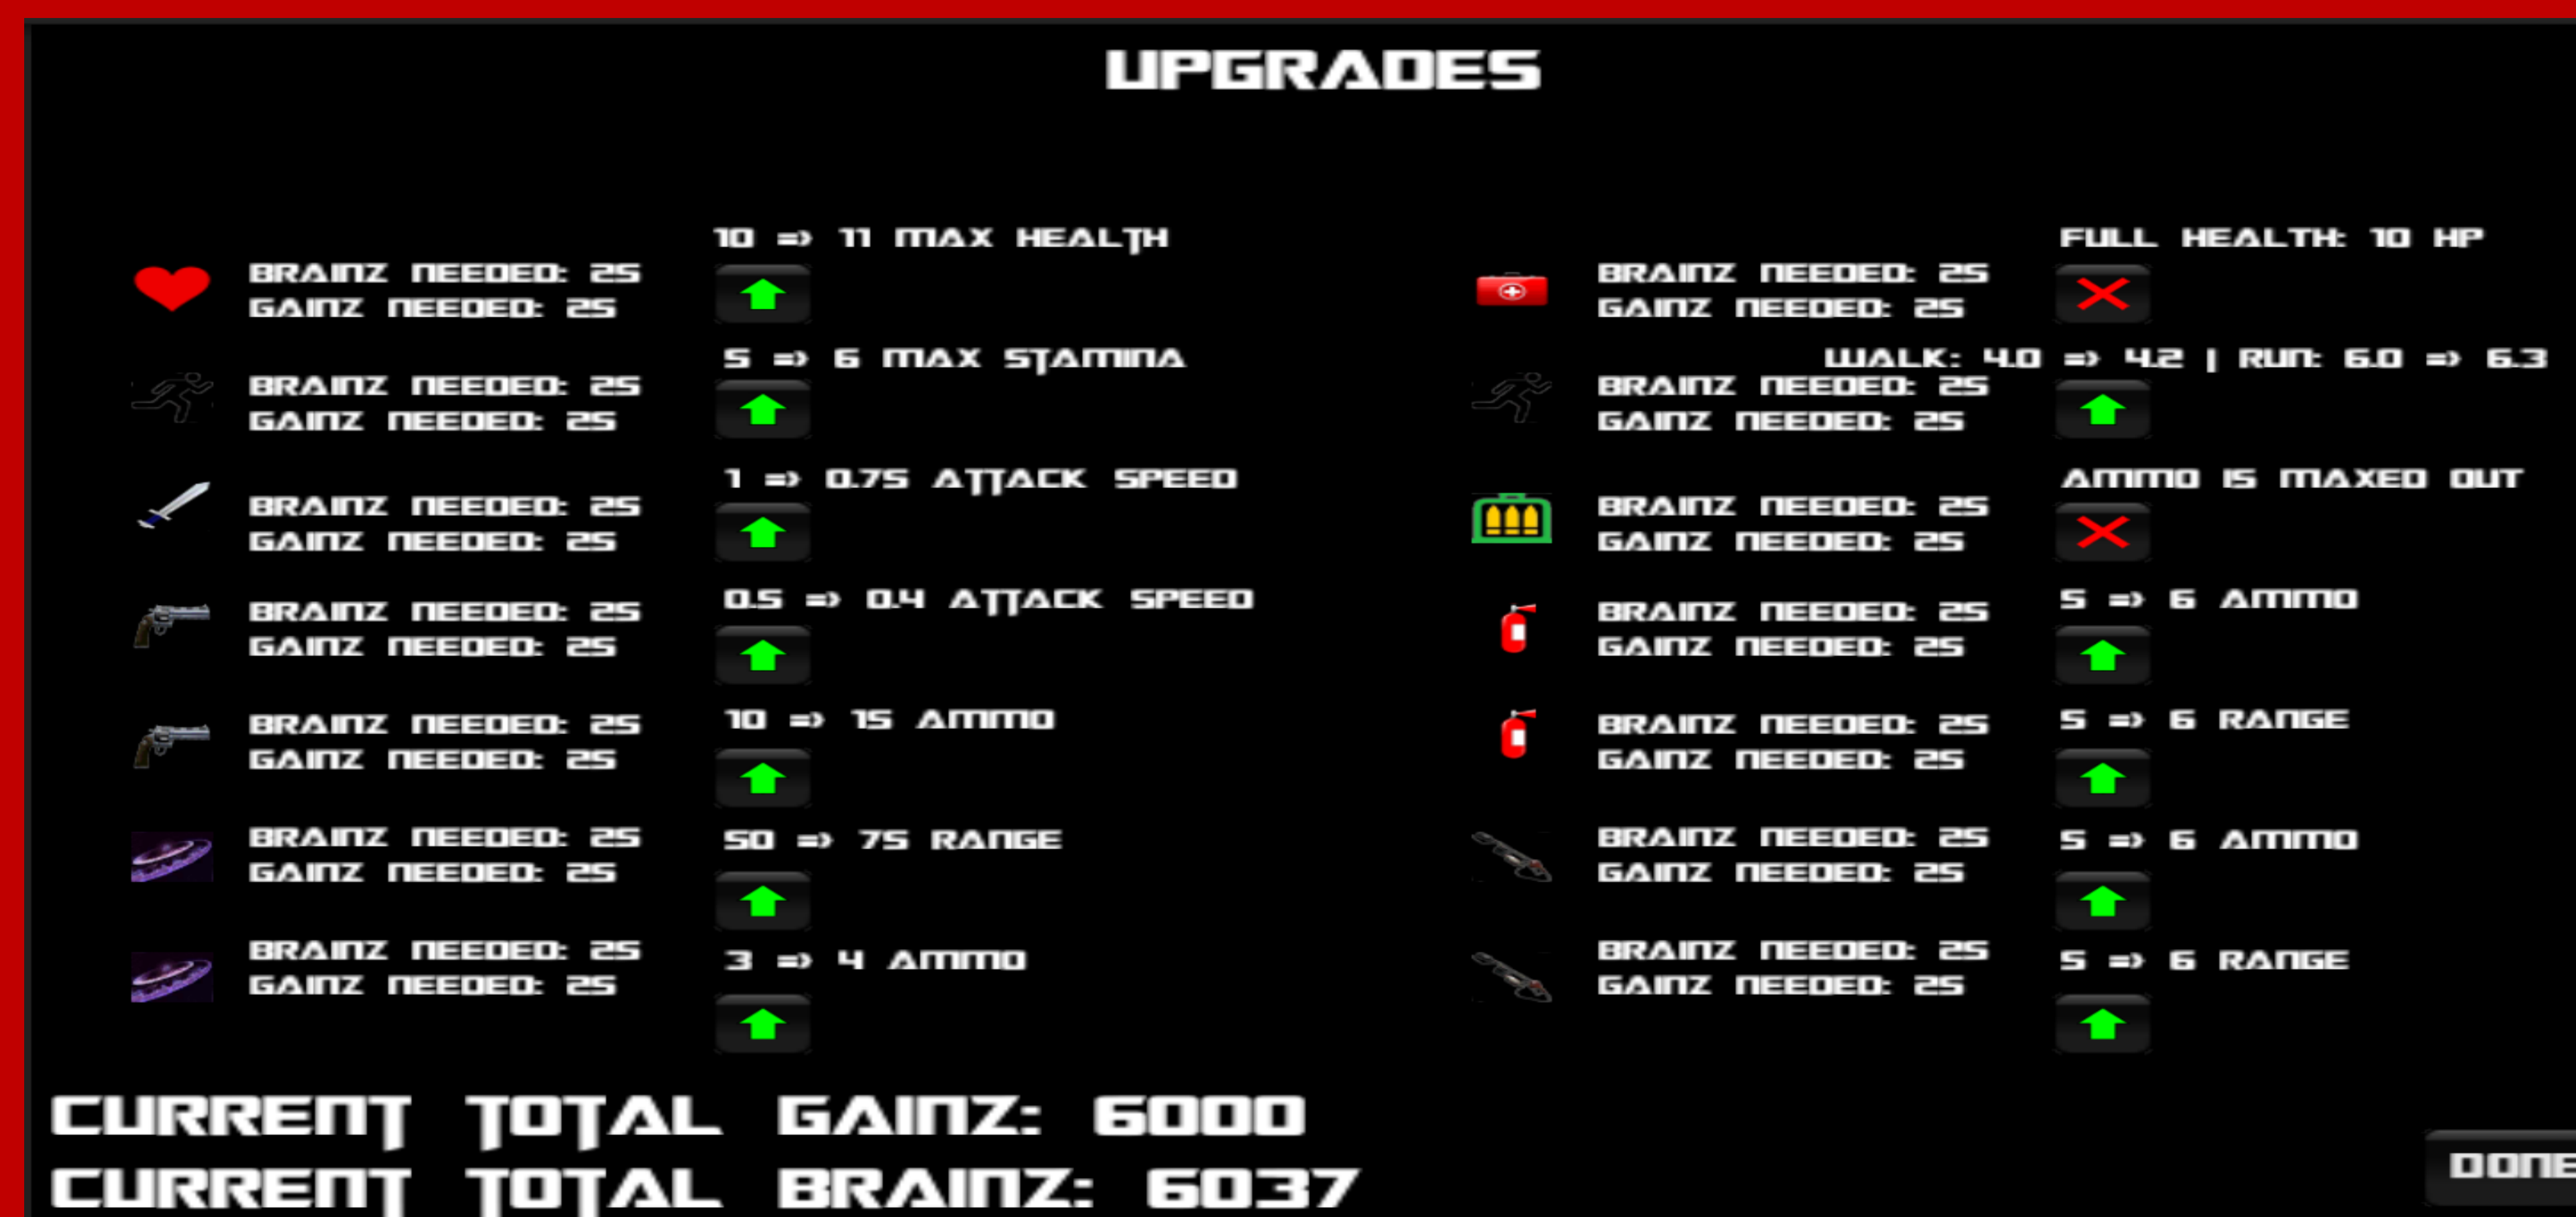 UPGRADES
10 => 11 MAX HEALTH
BRAINZ NEEDED: 25
GAINZ NEEDED: 25
5 => 6 MAX STAMINA
BRAINZ NEEDED: 25
GAINZ NEEDED: 25
1 => 0.75 ATTACK SPEED
BRAINZ NEEDED: 25
GAINZ NEEDED: 25
0.5 => 0.4 ATTACK SPEED
BRAINZ NEEDED: 25
GAINZ NEEDED: 25
10 => 15 AMMO
BRAINZ NEEDED: 25
GAINZ NEEDED: 25
50 => 75 RANGE
BRAINZ NEEDED: 25
GAINZ NEEDED: 25
3 => 4 AMMO
BRAINZ NEEDED: 25
GAINZ NEEDED: 25
FULL HEALTH: 10 HP
BRAINZ NEEDED: 25
GAINZ NEEDED: 25
WALK: 4.0 => 4.2 | RUN: 6.0 => 6.3
BRAINZ NEEDED: 25
GAINZ NEEDED: 25
AMMO IS MAXED OUT
BRAINZ NEEDED: 25
GAINZ NEEDED: 25
5 => 6 AMMO
BRAINZ NEEDED: 25
GAINZ NEEDED: 25
5 => 6 RANGE
BRAINZ NEEDED: 25
GAINZ NEEDED: 25
5 => 6 AMMO
BRAINZ NEEDED: 25
GAINZ NEEDED: 25
5 => 6 RANGE
BRAINZ NEEDED: 25
GAINZ NEEDED: 25
CURRENT TOTAL GAINZ: 6000
CURRENT TOTAL BRAINZ: 6037
DONE